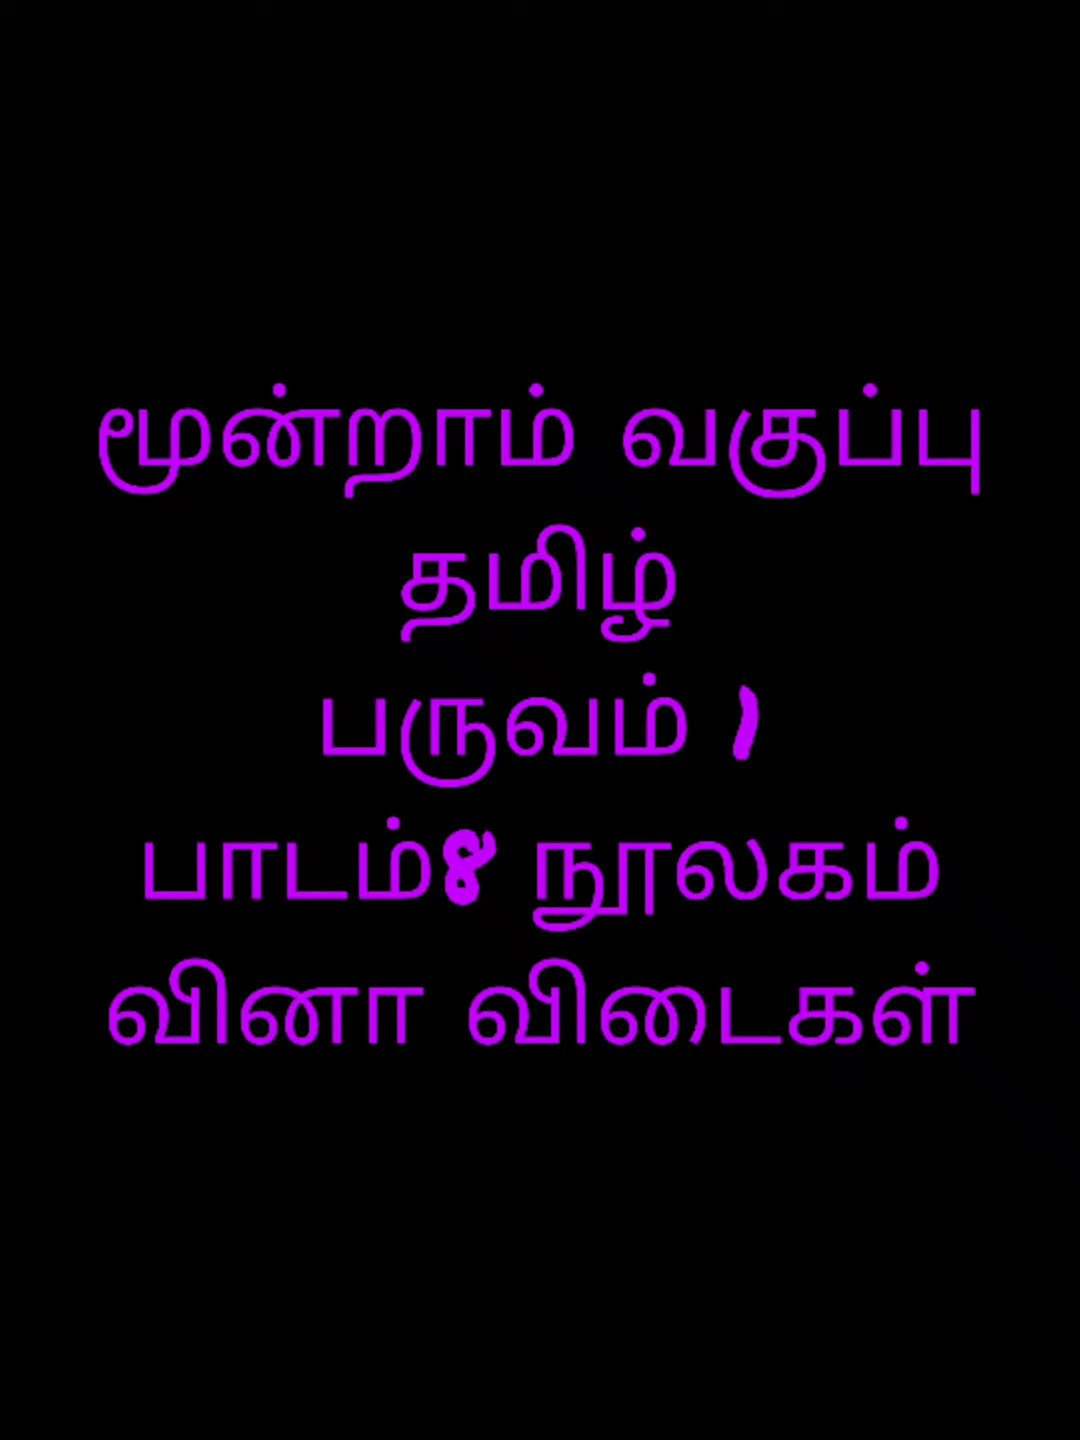 மூன்றாம் வகுப்பு
தமிழ்
பருவம் 1
பாடம்8 நூலகம்
வினா விடைகள்